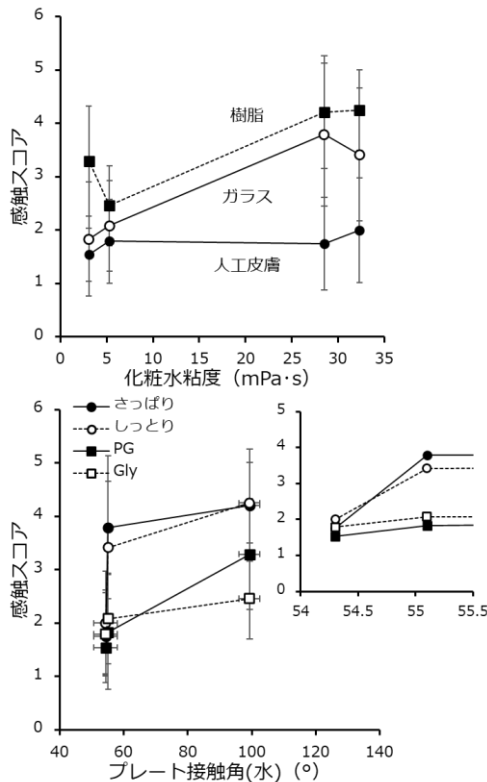 6
5
4
3
2
1
0
感触スコア
樹脂
ガラス
人工皮膚
0 5 10 15 20 25 30 35
化粧水粘度（mPa･s）
さっぱり
しっとり
PG
Gly
6
5
4
3
2
1
0
感触スコア
40 60 80 100 120 140
プレート接触角(水)（°）
5
4
3
2
1
0
54 54.5 55 55.5